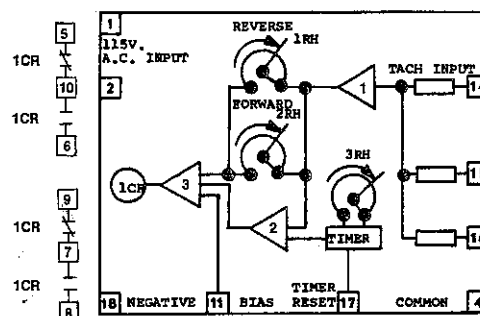 1
115V.
A.C. INPUT
2
REVERSE
1RH
FORWARD
2RH
TACH INPUT
1
3RH
5
1CR
10
1CR
6
1CR
3
2
TIMER
9
1CR
7
1CR
8
18 NEGATIVE 11 BIAS TIMER RESET 17 COMMON 4